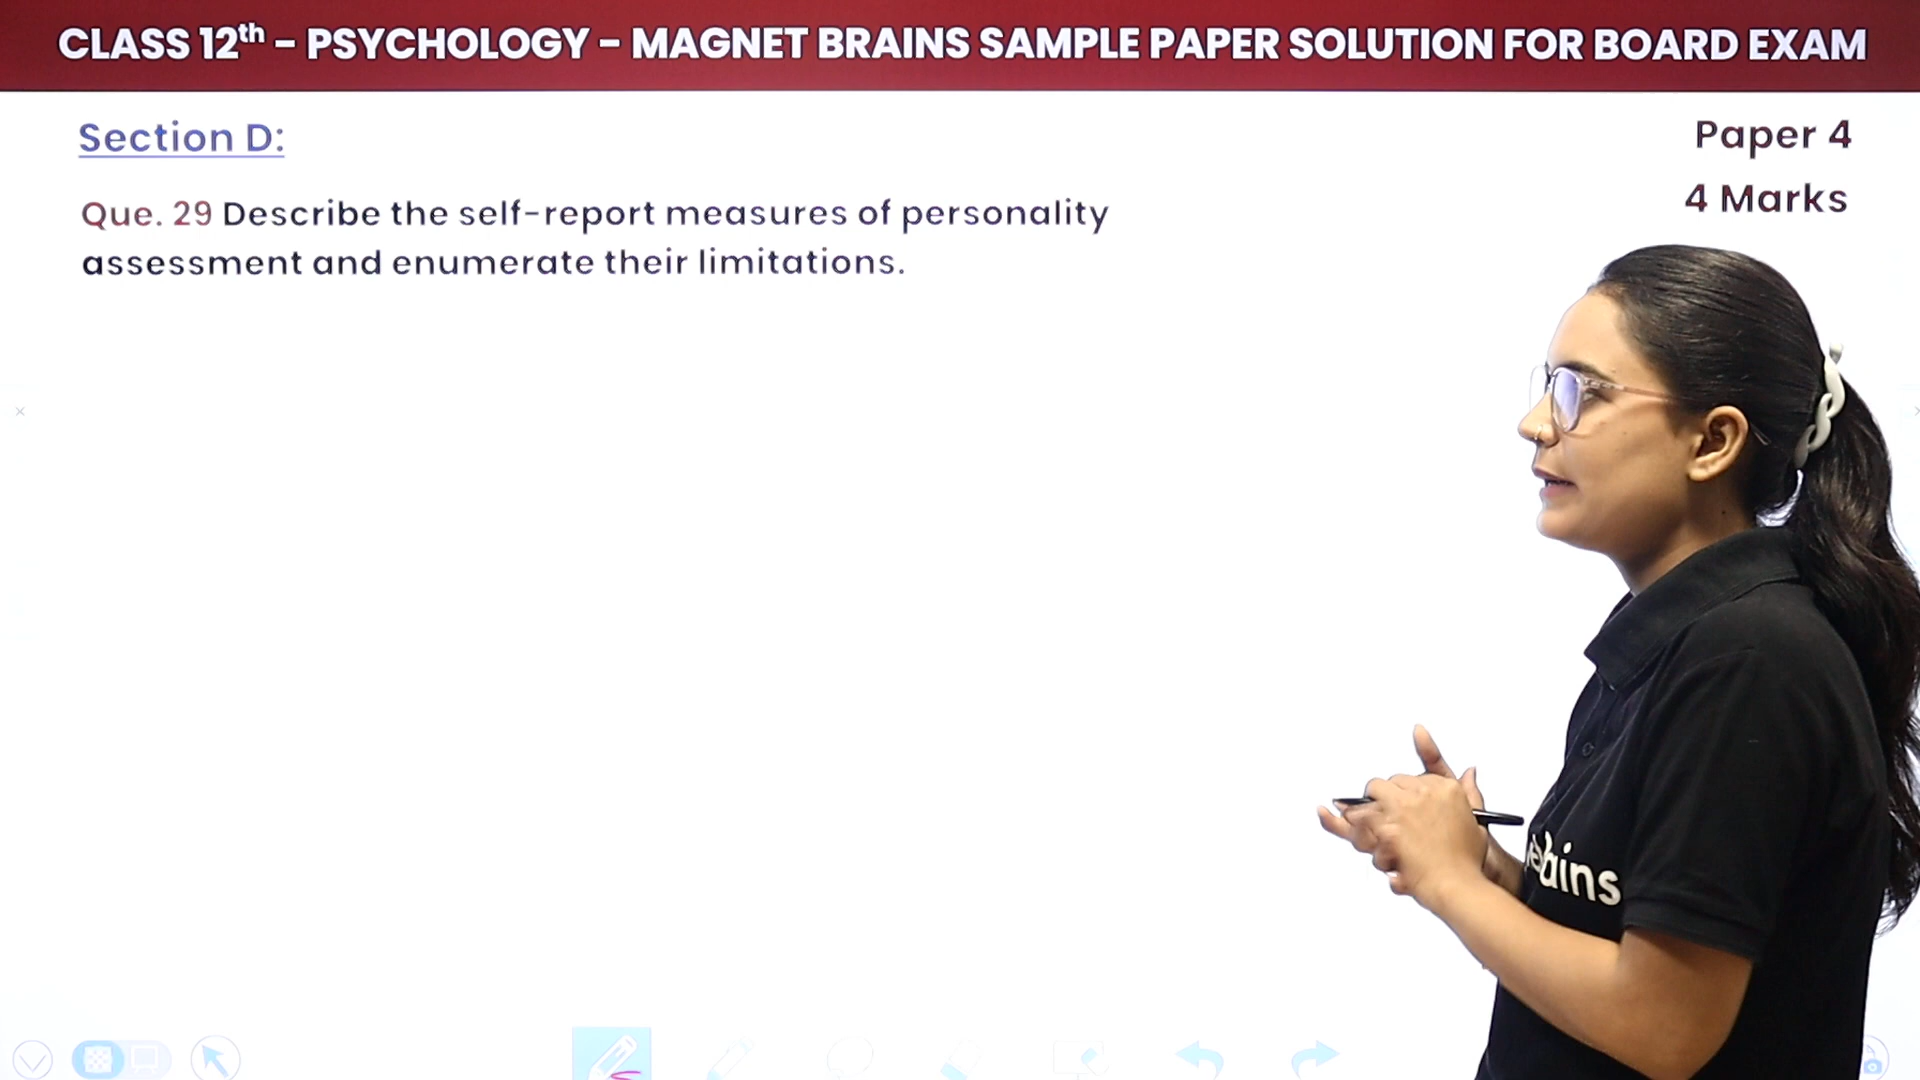 CLASS 12th – PSYCHOLOGY – MAGNET BRAINS SAMPLE PAPER SOLUTION FOR BOARD EXAM
Section D:
Paper 4
4 Marks
Que. 29 Describe the self-report measures of personality
assessment and enumerate their limitations.